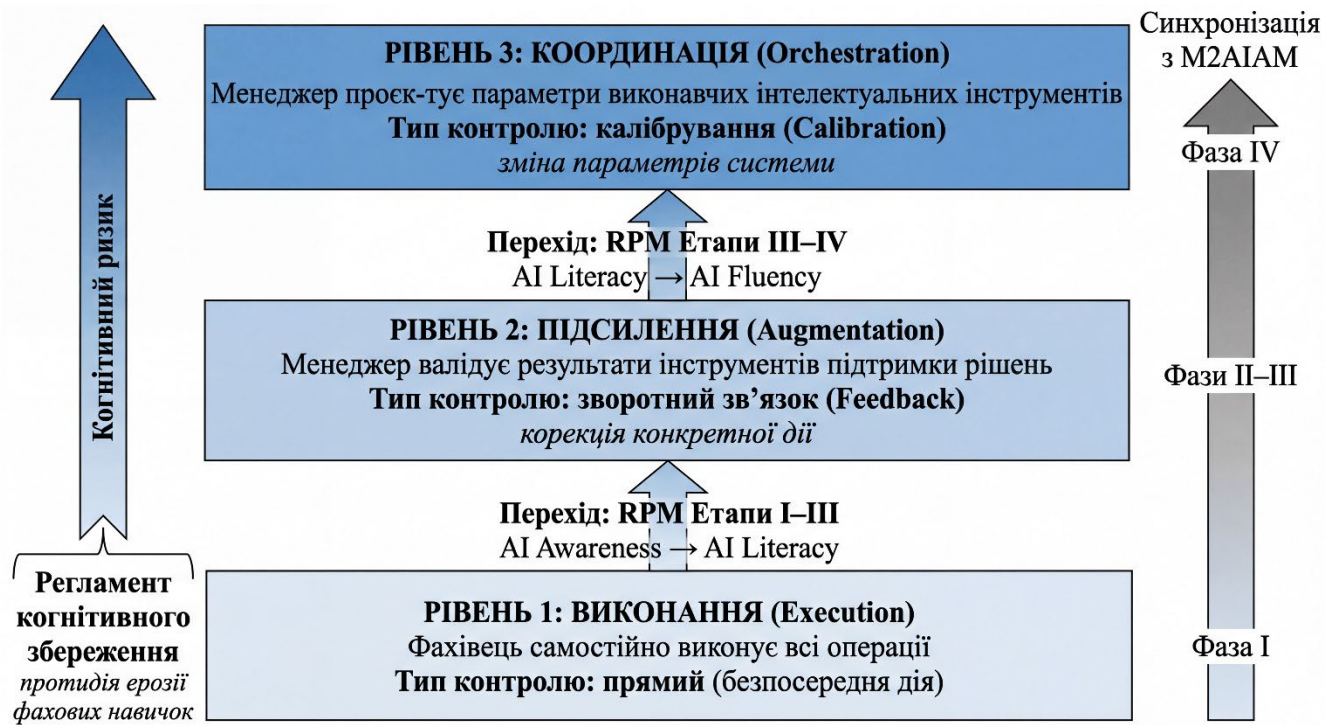 Синхронізація
з M2AIAM
РІВЕНЬ 3: КООРДИНАЦІЯ (Orchestration)
Менеджер проєк-тує параметри виконавчих інтелектуальних інструментів
Тип контролю: калібрування (Calibration)
зміна параметрів системи
Фаза IV
Перехід: RPM Етапи III–IV
AI Literacy → AI Fluency
Когнітивний ризик
РІВЕНЬ 2: ПІДСИЛЕННЯ (Augmentation)
Менеджер валідує результати інструментів підтримки рішень
Тип контролю: зворотний зв’язок (Feedback)
корекція конкретної дії
Фази II–III
Перехід: RPM Етапи I–III
AI Awareness → AI Literacy
Регламент
когнітивного
збереження
протидія ерозії
фахових навичок
РІВЕНЬ 1: ВИКОНАННЯ (Execution)
Фахівець самостійно виконує всі операції
Тип контролю: прямий (безпосередня дія)
Фаза I